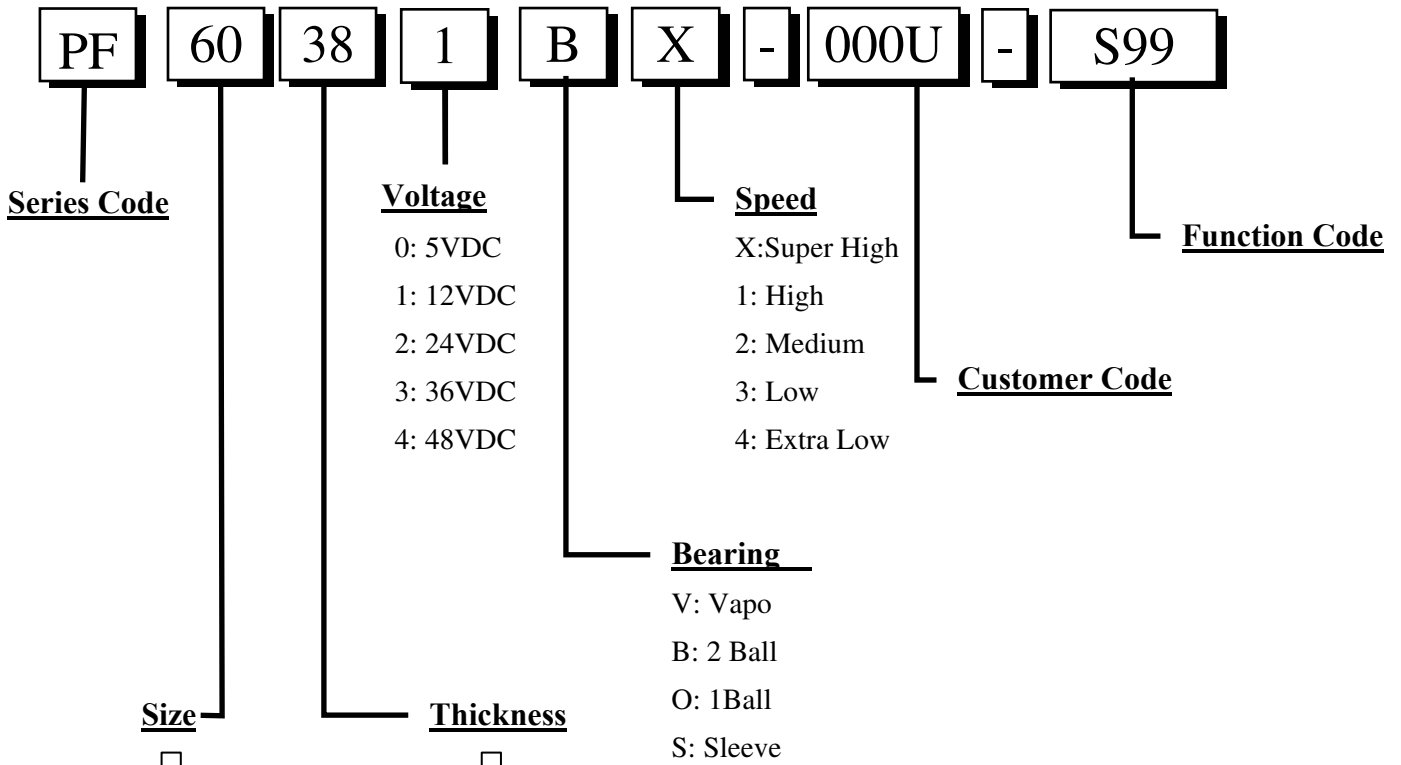 PF 60 38 1 B X - 000U - S99
Series Code
Voltage
0: 5VDC
1: 12VDC
2: 24VDC
3: 36VDC
4: 48VDC
Speed
X:Super High
1: High
2: Medium
3: Low
4: Extra Low
Function Code
Customer Code
Bearing
V: Vapo
B: 2 Ball
O: 1Ball
S: Sleeve
Size
Thickness